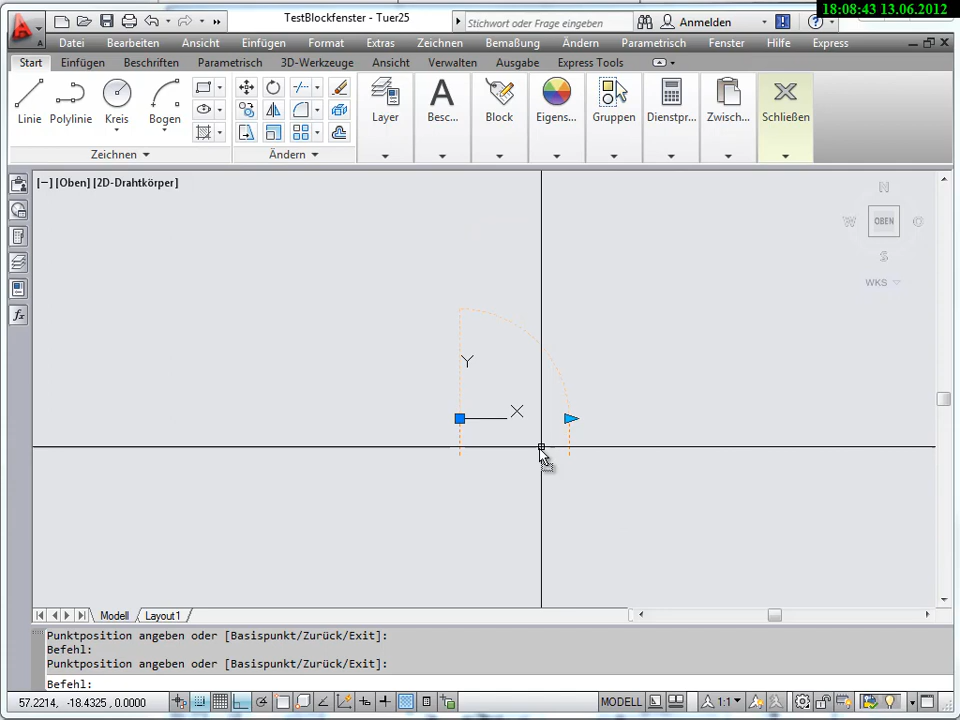 18:08:43 13.06.2012
TestBlockfenster - Tuer25
Stichwort oder Frage eingeben
Anmelden
Datei Bearbeiten Ansicht Einfügen Format Extras Zeichnen Bemaßung Ändern Parametrisch Fenster Hilfe Express
Start Einfügen Beschriften Parametrisch 3D-Werkzeuge Ansicht Verwalten Ausgabe Express Tools
Linie Polylinie Kreis Bogen Layer Besc... Block Eigens... Gruppen Dienstpr... Zwisch... Schließen
Zeichnen Ändern
[−] [Oben] [2D-Drahtkörper]
N
W OBEN O
S
WKS
Y
X
Modell Layout1
Punktposition angeben oder [Basispunkt/Zurück/Exit]:
Befehl:
Punktposition angeben oder [Basispunkt/Zurück/Exit]:
Befehl:
57.2214, -18.4325, 0.0000
MODELL
1:1